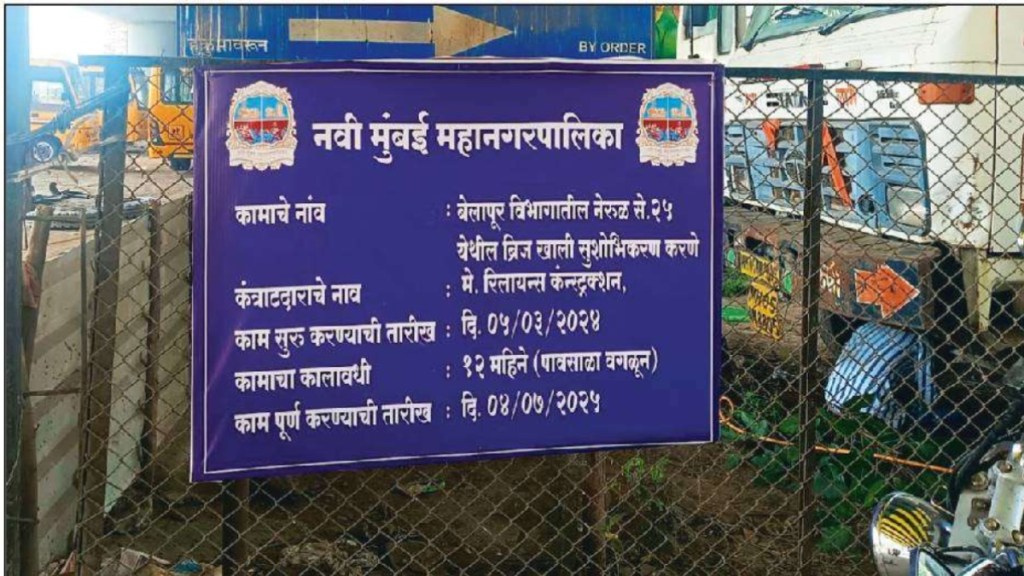 BY ORDER
नवी मुंबई महानगरपालिका
कामाचे नांव : बेलापूर विभागातील नेरुळ से.२५
येथील ब्रिज खाली सुशोभिकरण करणे
कंत्राटदाराचे नाव : मे. रिलायन्स कंन्स्ट्रक्शन,
काम सुरु करण्याची तारीख : दि. ०५/०३/२०२४
कामाचा कालावधी : १२ महिने (पावसाळा वगळून)
काम पूर्ण करण्याची तारीख : दि. ०४/०७/२०२५